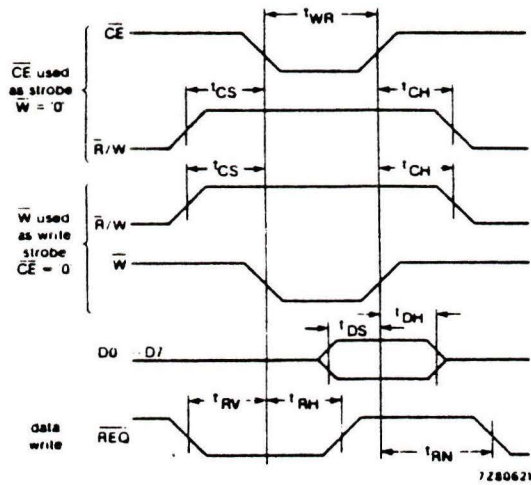 tWR
CE
CE used
as strobe
W = '0'
tCS
tCH
R/W
tCS
tCH
W used
as write
strobe
CE = 0
R/W
W
tDH
tDS
D0 D7
tRV
tRH
data
write
REQ
tRN
7Z80621